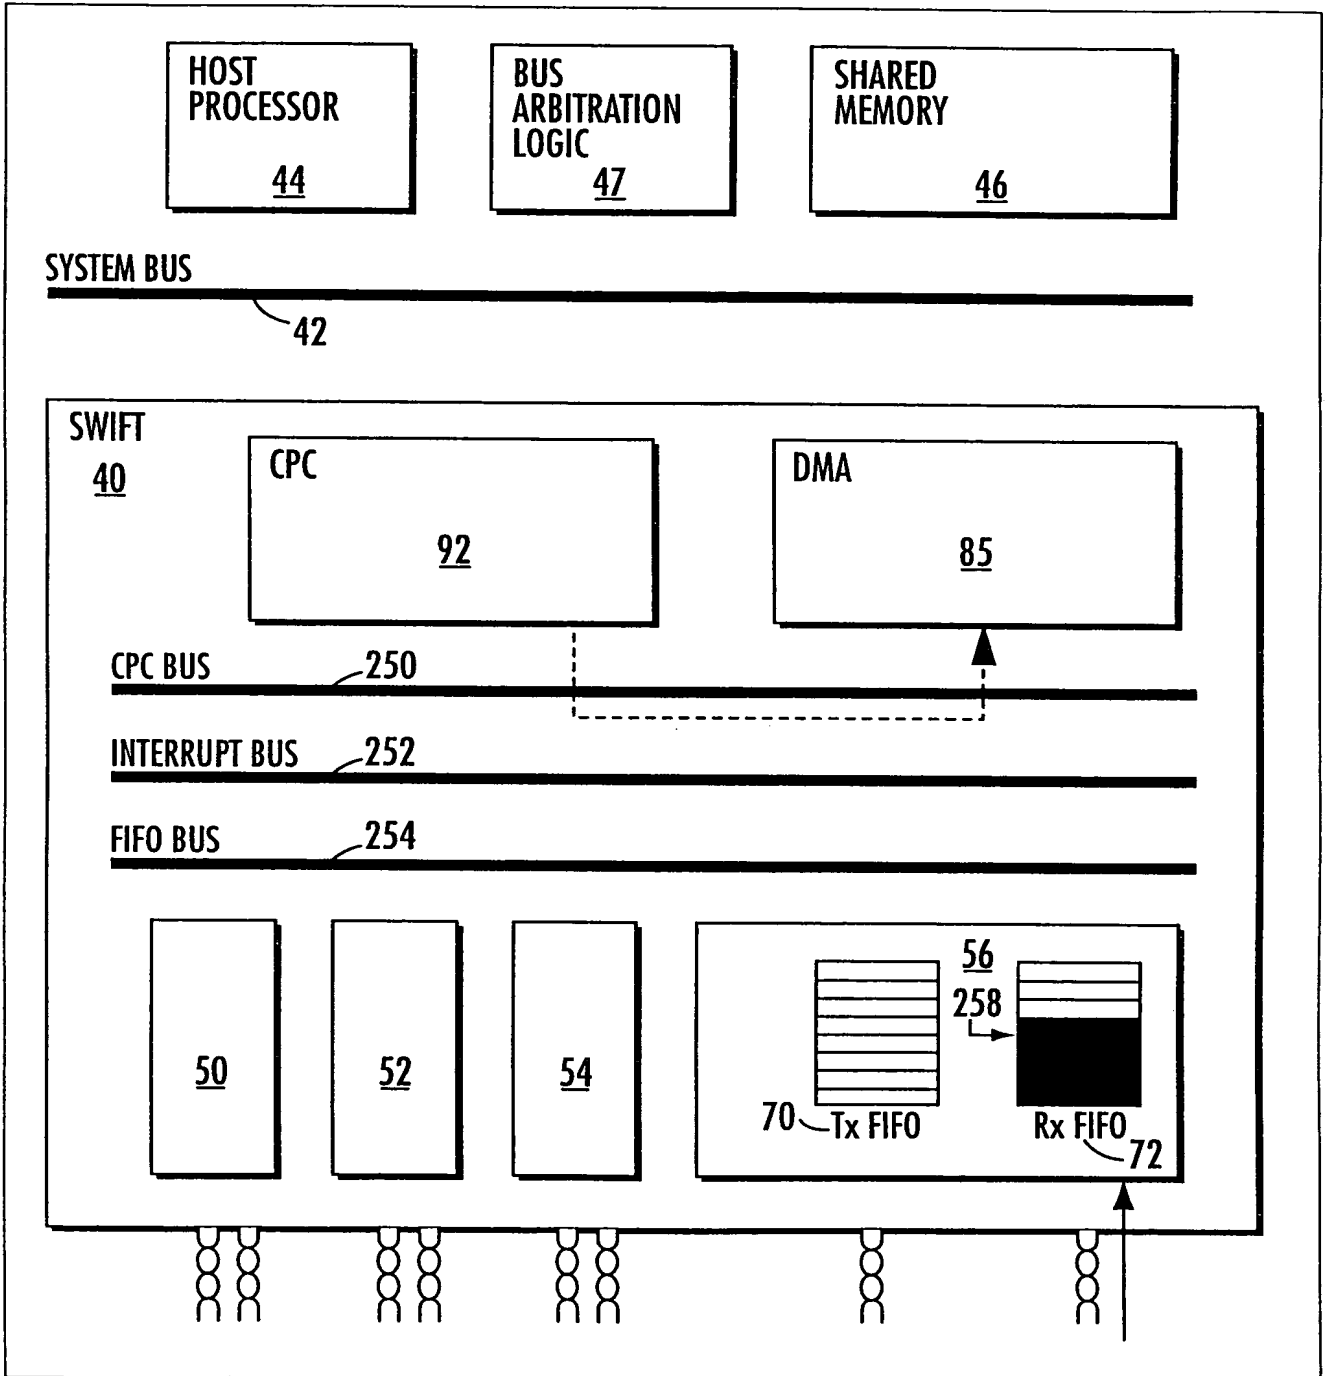 HOST
PROCESSOR
44
BUS
ARBITRATION
LOGIC
47
SHARED
MEMORY
46
SYSTEM BUS
42
SWIFT
40
CPC
92
DMA
85
CPC BUS
250
INTERRUPT BUS
252
FIFO BUS
254
50
52
54
56
258
70
Tx FIFO
Rx FIFO
72